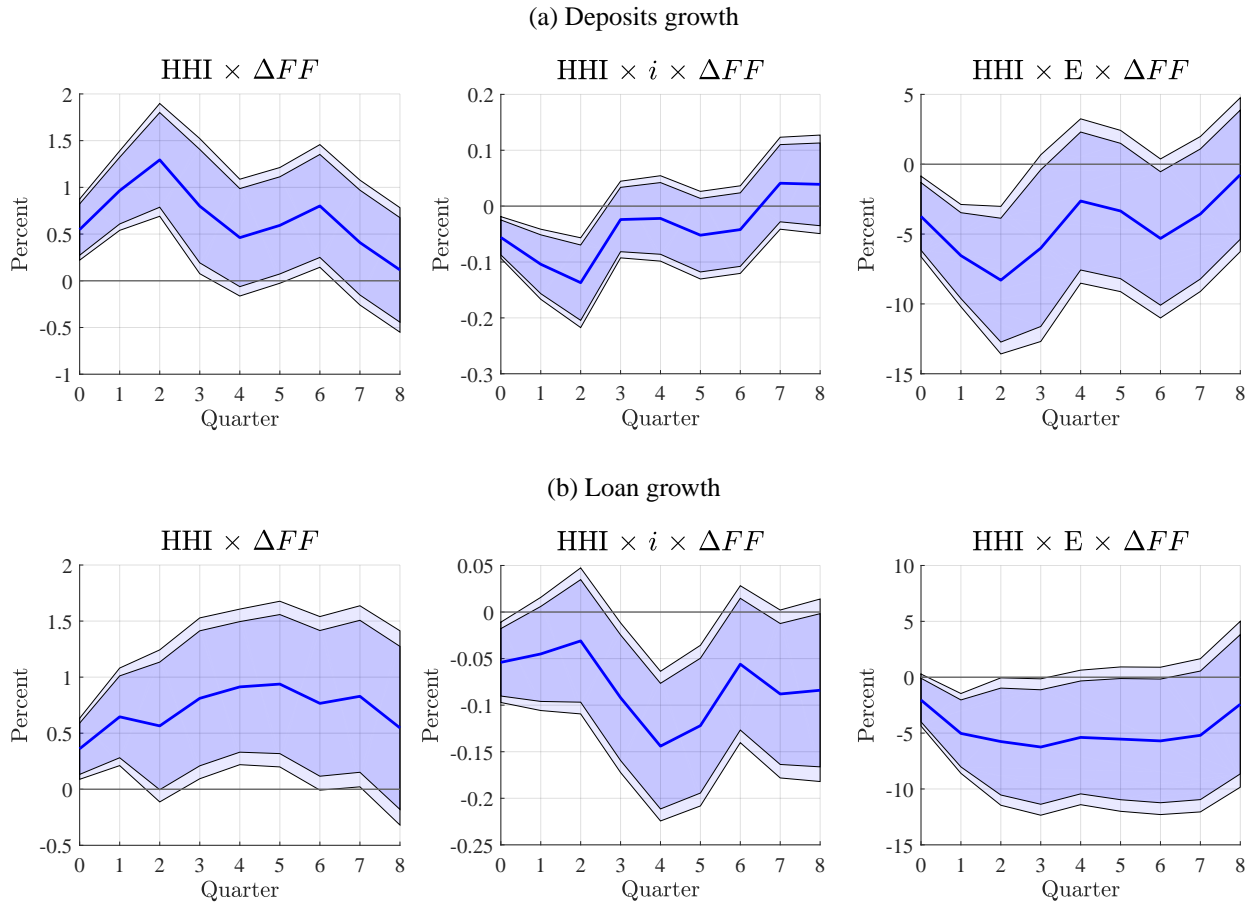 (a) Deposits growth
HHI × ΔFF
HHI × i × ΔFF
HHI × E × ΔFF
Percent
2
1.5
1
0.5
0
-0.5
-1
0 1 2 3 4 5 6 7 8
Quarter
Percent
0.2
0.1
0
-0.1
-0.2
-0.3
0 1 2 3 4 5 6 7 8
Quarter
Percent
5
0
-5
-10
-15
0 1 2 3 4 5 6 7 8
Quarter
(b) Loan growth
HHI × ΔFF
HHI × i × ΔFF
HHI × E × ΔFF
Percent
2
1.5
1
0.5
0
-0.5
0 1 2 3 4 5 6 7 8
Quarter
Percent
0.05
0
-0.05
-0.1
-0.15
-0.2
-0.25
0 1 2 3 4 5 6 7 8
Quarter
Percent
10
5
0
-5
-10
-15
0 1 2 3 4 5 6 7 8
Quarter